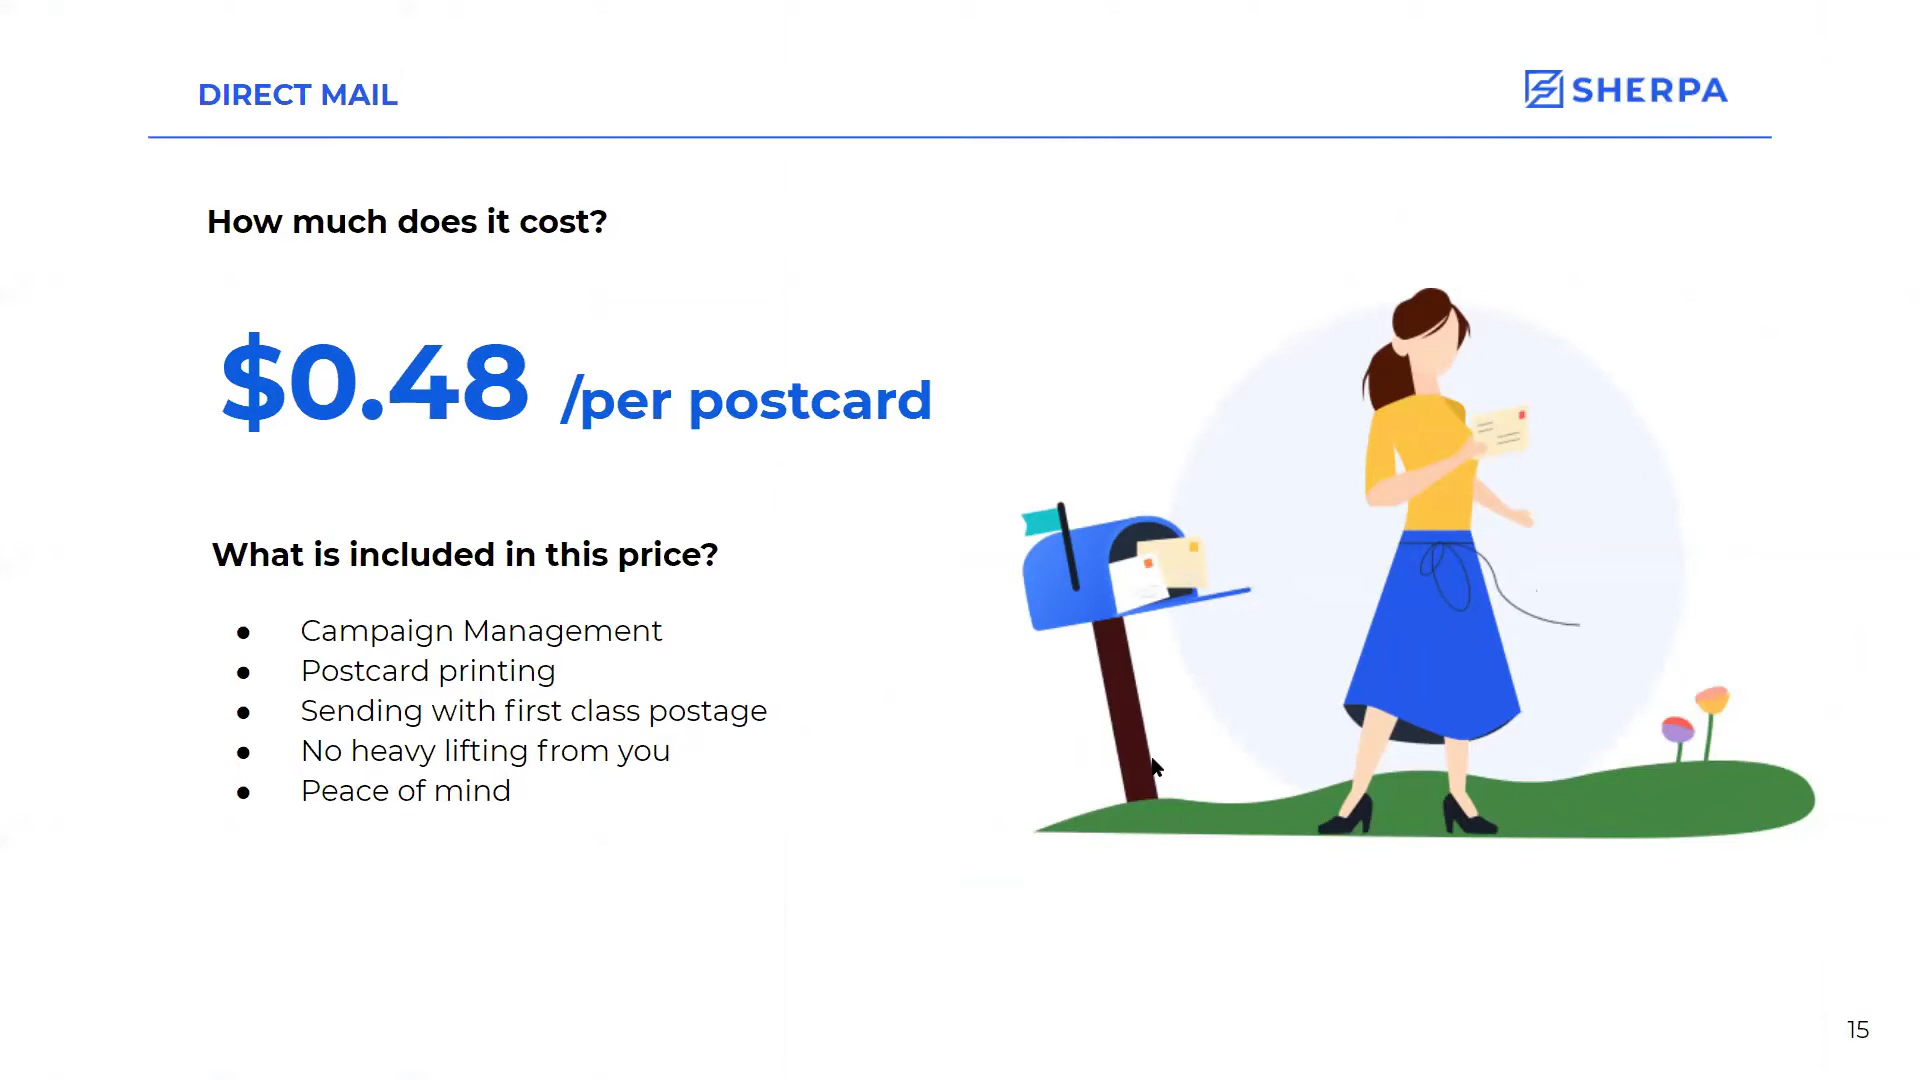 DIRECT MAIL
SHERPA
How much does it cost?
$0.48 /per postcard
What is included in this price?
● Campaign Management
● Postcard printing
● Sending with first class postage
● No heavy lifting from you
● Peace of mind
15